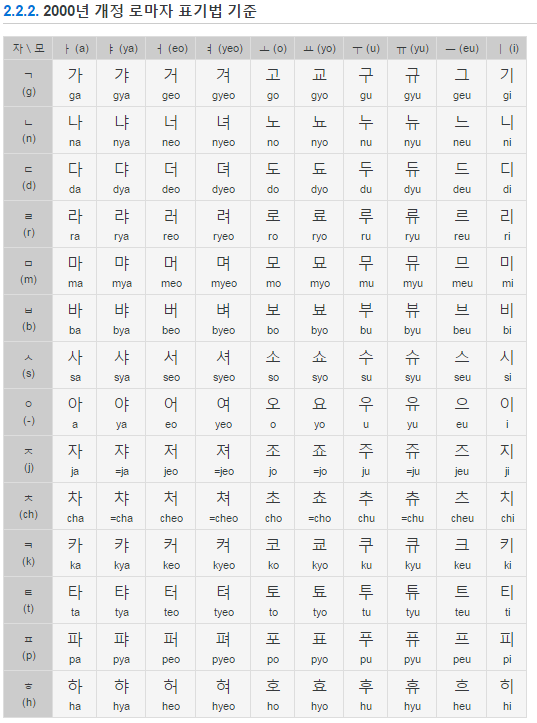 2.2.2. 2000년 개정 로마자 표기법 기준
자 \ 모 ㅏ (a) ㅑ (ya) ㅓ (eo) ㅕ (yeo) ㅗ (o) ㅛ (yo) ㅜ (u) ㅠ (yu) ㅡ (eu) ㅣ (i)
ㄱ (g) 가 갸 거 겨 고 교 구 규 그 기
ga gya geo gyeo go gyo gu gyu geu gi
ㄴ (n) 나 냐 너 녀 노 뇨 누 뉴 느 니
na nya neo nyeo no nyo nu nyu neu ni
ㄷ (d) 다 댜 더 뎌 도 됴 두 듀 드 디
da dya deo dyeo do dyo du dyu deu di
ㄹ (r) 라 랴 러 려 로 료 루 류 르 리
ra rya reo ryeo ro ryo ru ryu reu ri
ㅁ (m) 마 먀 머 며 모 묘 무 뮤 므 미
ma mya meo myeo mo myo mu myu meu mi
ㅂ (b) 바 뱌 버 벼 보 뵤 부 뷰 브 비
ba bya beo byeo bo byo bu byu beu bi
ㅅ (s) 사 샤 서 셔 소 쇼 수 슈 스 시
sa sya seo syeo so syo su syu seu si
ㅇ (-) 아 야 어 여 오 요 우 유 으 이
a ya eo yeo o yo u yu eu i
ㅈ (j) 자 쟈 저 져 조 죠 주 쥬 즈 지
ja =ja jeo =jeo jo =jo ju =ju jeu ji
ㅊ (ch) 차 챠 처 쳐 초 쵸 추 츄 츠 치
cha =cha cheo =cheo cho =cho chu =chu cheu chi
ㅋ (k) 카 캬 커 켜 코 쿄 쿠 큐 크 키
ka kya keo kyeo ko kyo ku kyu keu ki
ㅌ (t) 타 탸 터 텨 토 툐 투 튜 트 티
ta tya teo tyeo to tyo tu tyu teu ti
ㅍ (p) 파 퍄 퍼 펴 포 표 푸 퓨 프 피
pa pya peo pyeo po pyo pu pyu peu pi
ㅎ (h) 하 햐 허 혀 호 효 후 휴 흐 히
ha hya heo hyeo ho hyo hu hyu heu hi